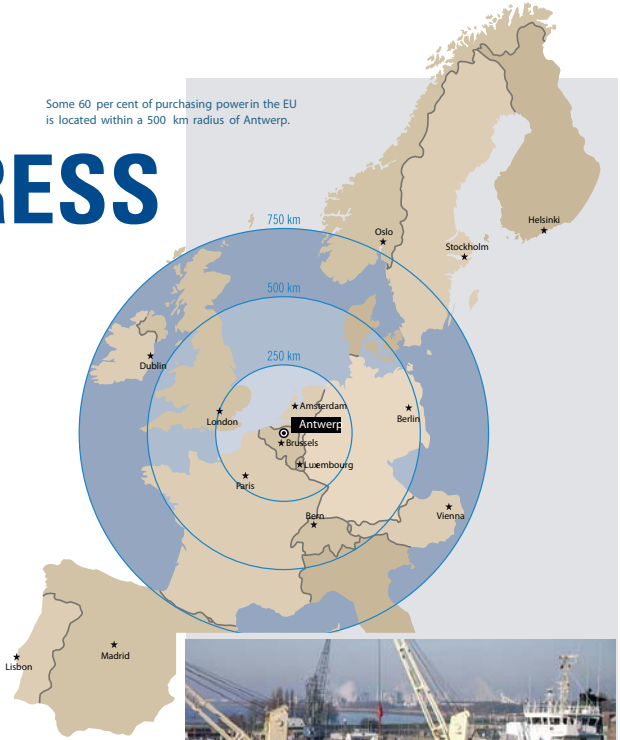 Some 60 per cent of purchasing power in the EU
is located within a 500 km radius of Antwerp.
RESS
750 km
Oslo
Helsinki
Stockholm
500 km
250 km
Dublin
London
Amsterdam
Berlin
Antwerp
Brussels
Luxembourg
Paris
Vienna
Bern
Madrid
Lisbon